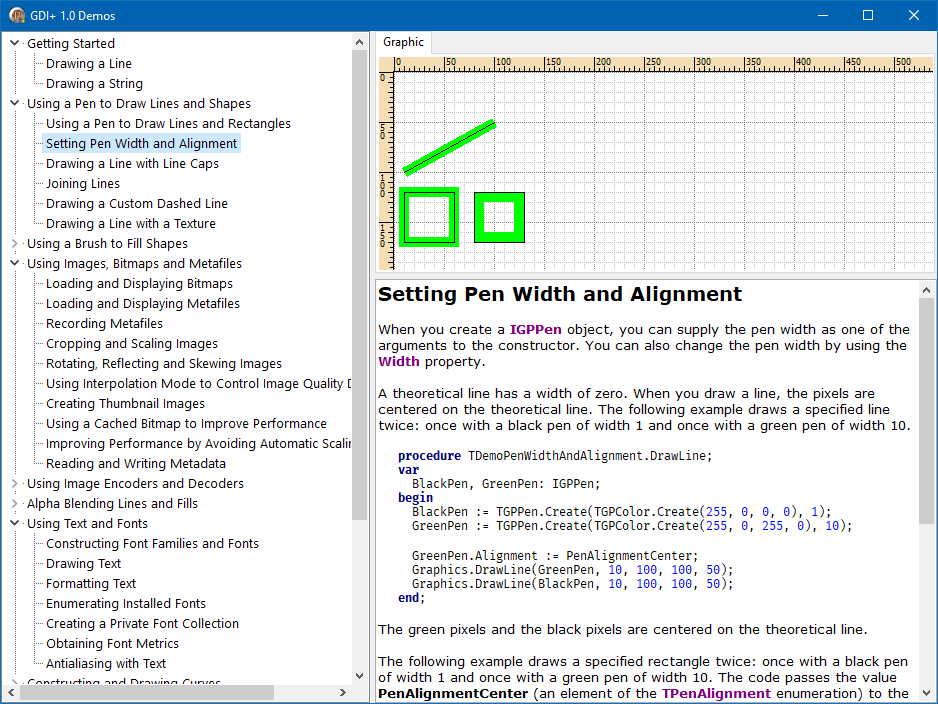 GDI+ 1.0 Demos
Getting Started
Drawing a Line
Drawing a String
Using a Pen to Draw Lines and Shapes
Using a Pen to Draw Lines and Rectangles
Setting Pen Width and Alignment
Drawing a Line with Line Caps
Joining Lines
Drawing a Custom Dashed Line
Drawing a Line with a Texture
Using a Brush to Fill Shapes
Using Images, Bitmaps and Metafiles
Loading and Displaying Bitmaps
Loading and Displaying Metafiles
Recording Metafiles
Cropping and Scaling Images
Rotating, Reflecting and Skewing Images
Using Interpolation Mode to Control Image Quality D
Creating Thumbnail Images
Using a Cached Bitmap to Improve Performance
Improving Performance by Avoiding Automatic Scalin
Reading and Writing Metadata
Using Image Encoders and Decoders
Alpha Blending Lines and Fills
Using Text and Fonts
Constructing Font Families and Fonts
Drawing Text
Formatting Text
Enumerating Installed Fonts
Creating a Private Font Collection
Obtaining Font Metrics
Antialiasing with Text
Constructing and Drawing Curves
Graphic
0 50 100 150 200 250 300 350 400 450 500
0
50
100
150
Setting Pen Width and Alignment
When you create a IGPPen object, you can supply the pen width as one of the
arguments to the constructor. You can also change the pen width by using the
Width property.
A theoretical line has a width of zero. When you draw a line, the pixels are
centered on the theoretical line. The following example draws a specified line
twice: once with a black pen of width 1 and once with a green pen of width 10.
procedure TDemoPenWidthAndAlignment.DrawLine;
var
BlackPen, GreenPen: IGPPen;
begin
BlackPen := TGPPen.Create(TGPColor.Create(255, 0, 0, 0), 1);
GreenPen := TGPPen.Create(TGPColor.Create(255, 0, 255, 0), 10);
GreenPen.Alignment := PenAlignmentCenter;
Graphics.DrawLine(GreenPen, 10, 100, 100, 50);
Graphics.DrawLine(BlackPen, 10, 100, 100, 50);
end;
The green pixels and the black pixels are centered on the theoretical line.
The following example draws a specified rectangle twice: once with a black pen
of width 1 and once with a green pen of width 10. The code passes the value
PenAlignmentCenter (an element of the TPenAlignment enumeration) to the